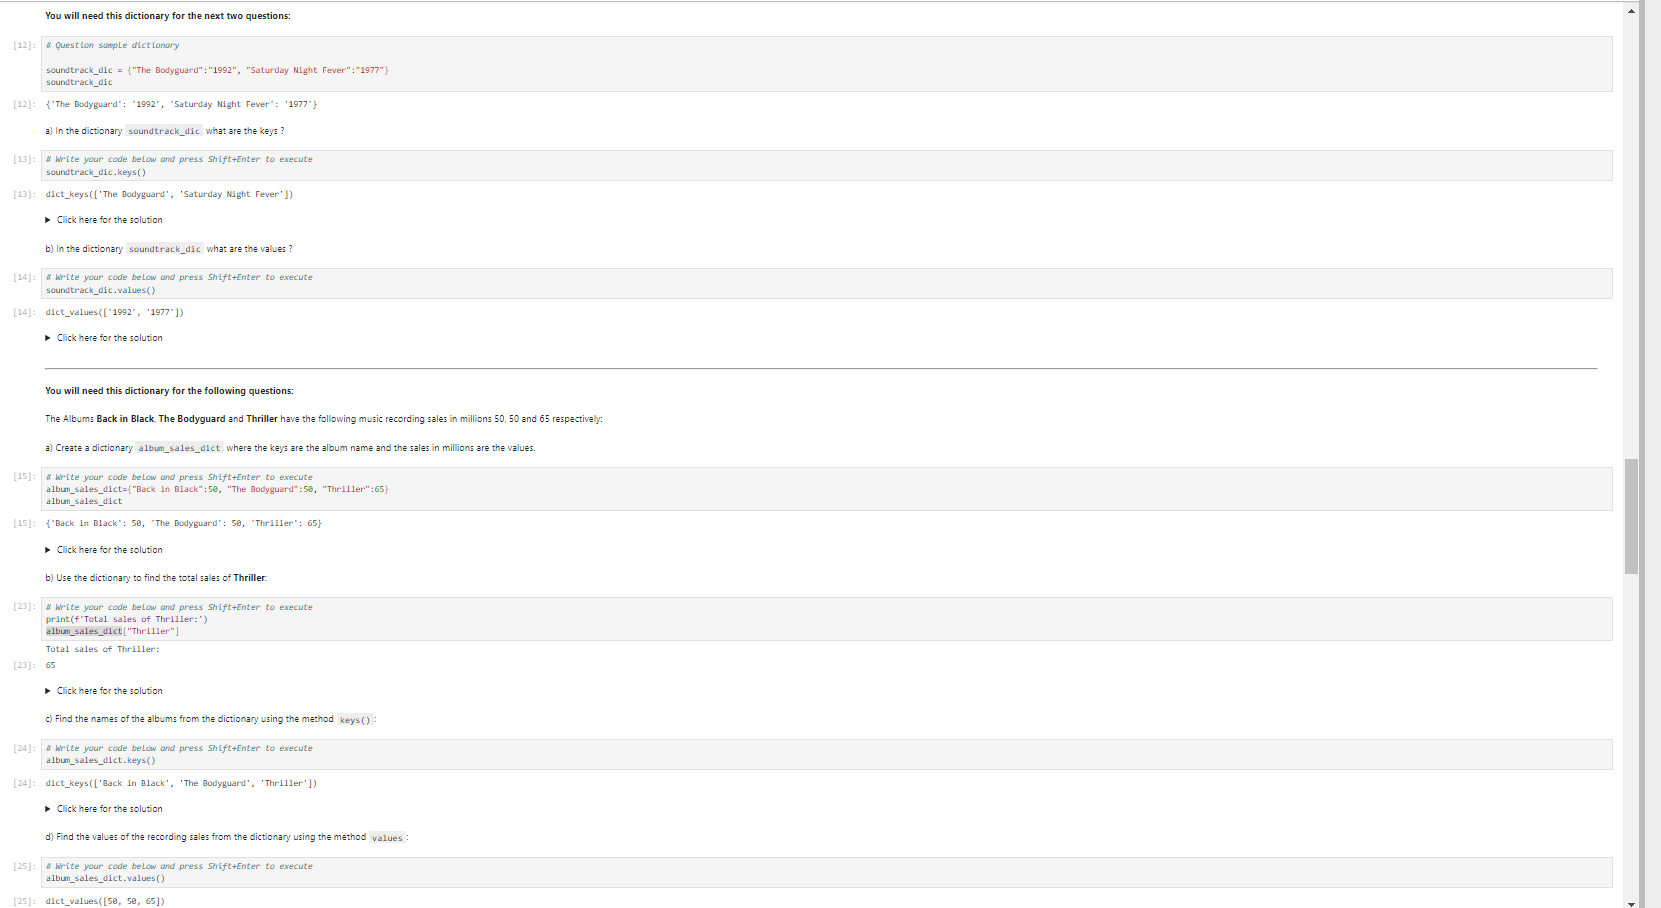 You will need this dictionary for the next two questions:
[12]: # Question sample dictionary
soundtrack_dic = {"The Bodyguard":"1992", "Saturday Night Fever":"1977"}
soundtrack_dic
[12]: {'The Bodyguard': '1992', 'Saturday Night Fever': '1977'}
a) In the dictionary soundtrack_dic what are the keys ?
[13]: # Write your code below and press Shift+Enter to execute
soundtrack_dic.keys()
[13]: dict_keys(['The Bodyguard', 'Saturday Night Fever'])
▶ Click here for the solution
b) In the dictionary soundtrack_dic what are the values ?
[14]: # Write your code below and press Shift+Enter to execute
soundtrack_dic.values()
[14]: dict_values(['1992', '1977'])
▶ Click here for the solution
You will need this dictionary for the following questions:
The Albums Back in Black, The Bodyguard and Thriller have the following music recording sales in millions 50, 50 and 65 respectively:
a) Create a dictionary album_sales_dict where the keys are the album name and the sales in millions are the values.
[15]: # Write your code below and press Shift+Enter to execute
album_sales_dict={"Back in Black":50, "The Bodyguard":50, "Thriller":65}
album_sales_dict
[15]: {'Back in Black': 50, 'The Bodyguard': 50, 'Thriller': 65}
▶ Click here for the solution
b) Use the dictionary to find the total sales of Thriller:
[23]: # Write your code below and press Shift+Enter to execute
print(f'Total sales of Thriller:')
album_sales_dict["Thriller"]
Total sales of Thriller:
[23]: 65
▶ Click here for the solution
c) Find the names of the albums from the dictionary using the method keys() :
[24]: # Write your code below and press Shift+Enter to execute
album_sales_dict.keys()
[24]: dict_keys(['Back in Black', 'The Bodyguard', 'Thriller'])
▶ Click here for the solution
d) Find the values of the recording sales from the dictionary using the method values :
[25]: # Write your code below and press Shift+Enter to execute
album_sales_dict.values()
[25]: dict_values([50, 50, 65])